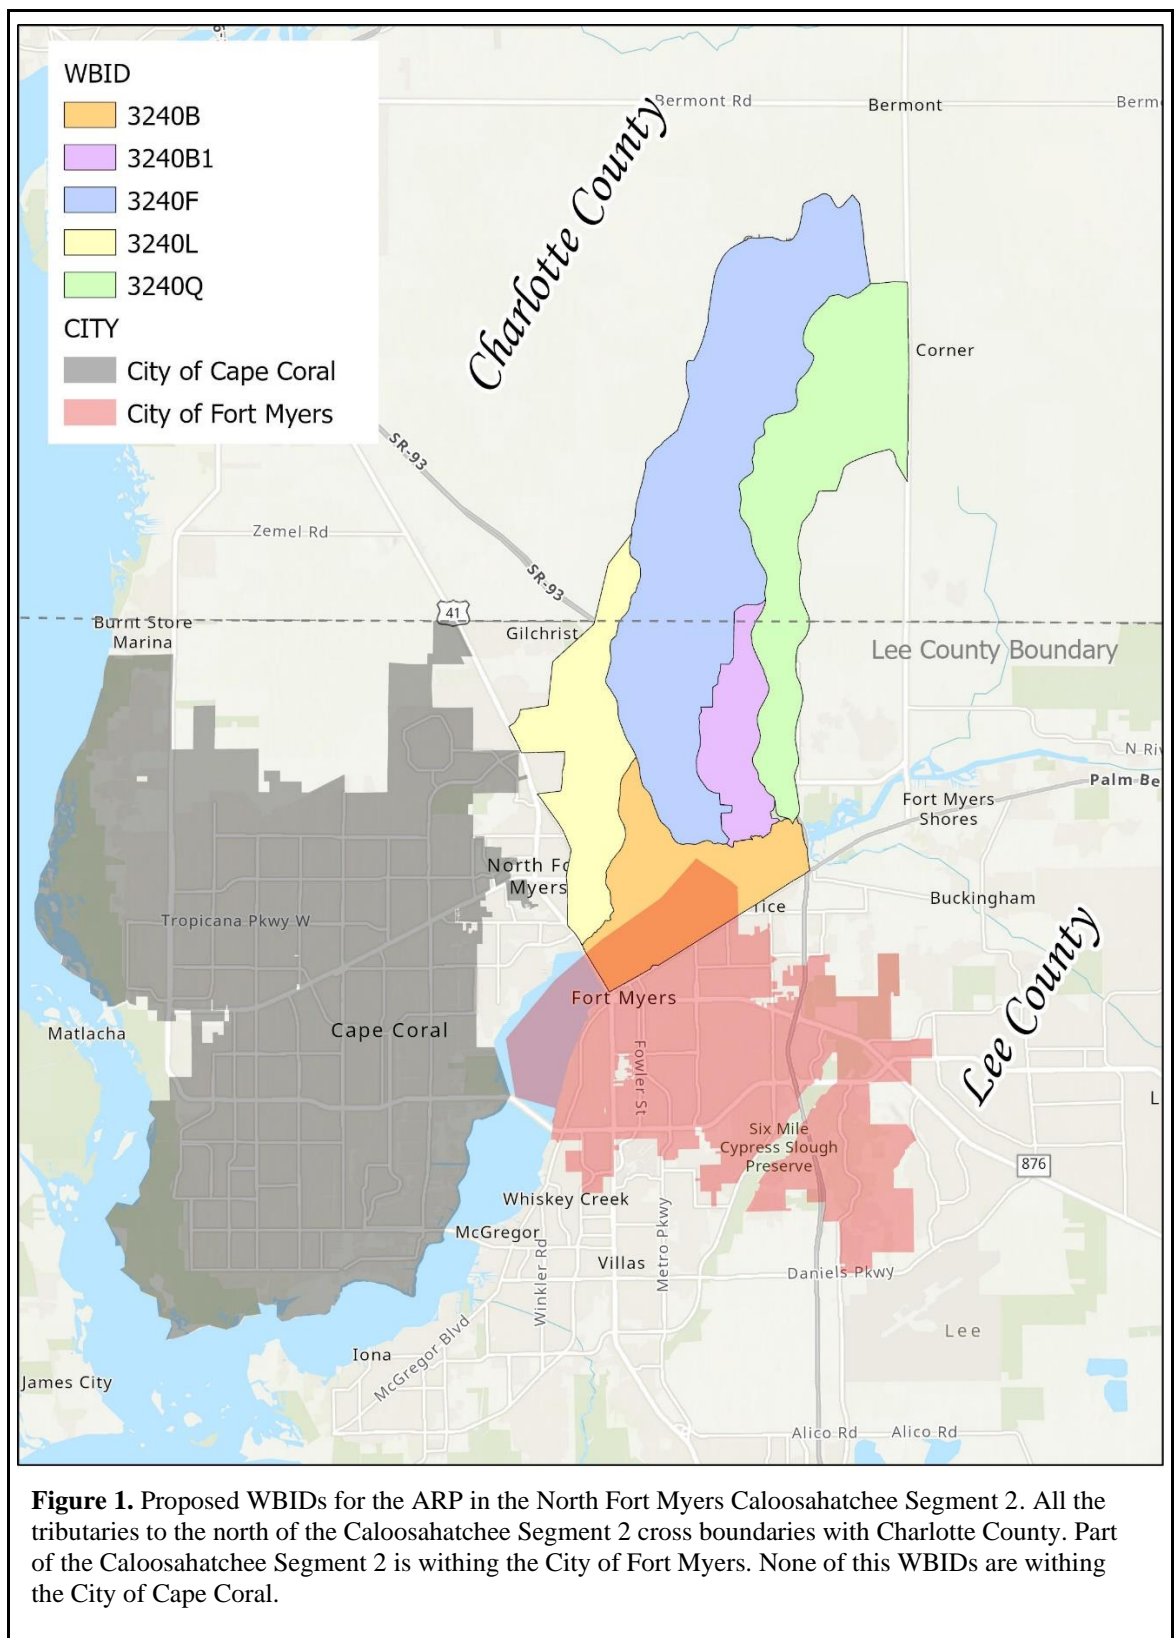 WBID
3240B
3240B1
3240F
3240L
3240Q
CITY
City of Cape Coral
City of Fort Myers
Bermont Rd
Bermont
Charlotte County
Corner
SR-93
Zemel Rd
SR-93
41
Burnt Store
Marina
Gilchrist
Lee County Boundary
Palm Be
Fort Myers
Shores
North Fo
Myers
Buckingham
Tice
Tropicana Pkwy W
Fort Myers
Lee County
Matlacha
Cape Coral
Fowler St
Six Mile
Cypress Slough
Preserve
876
Whiskey Creek
McGregor
Winkler Rd
Villas
Metro Pkwy
Daniels Pkwy
Lee
Iona
McGregor Blvd
James City
Alico Rd
Alico Rd
Figure 1. Proposed WBIDs for the ARP in the North Fort Myers Caloosahatchee Segment 2. All the
tributaries to the north of the Caloosahatchee Segment 2 cross boundaries with Charlotte County. Part
of the Caloosahatchee Segment 2 is withing the City of Fort Myers. None of this WBIDs are withing
the City of Cape Coral.